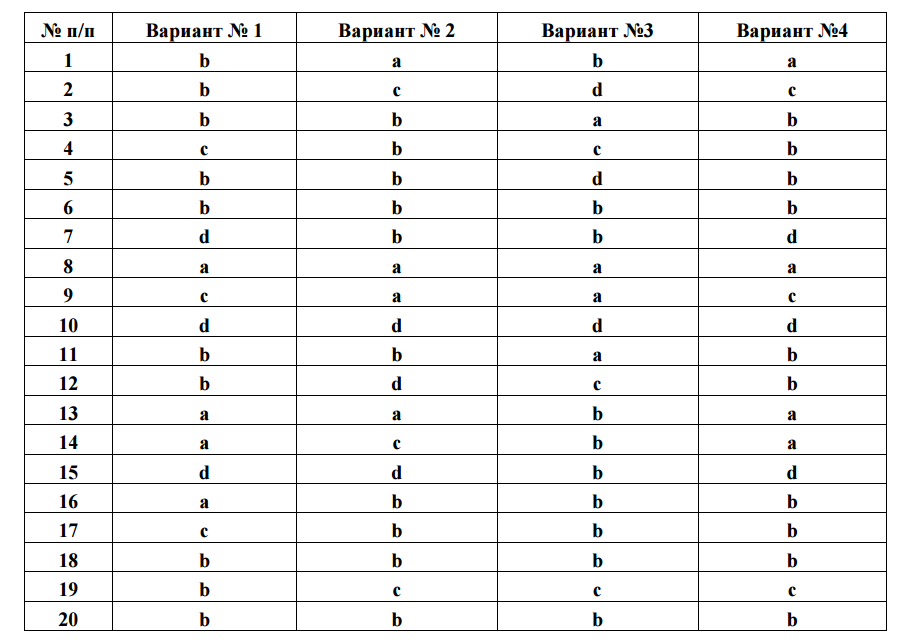 № п/п Вариант № 1 Вариант № 2 Вариант №3 Вариант №4
1 b a b a
2 b c d c
3 b b a b
4 c b c b
5 b b d b
6 b b b b
7 d b b d
8 a a a a
9 c a a c
10 d d d d
11 b b a b
12 b d c b
13 a a b a
14 a c b a
15 d d b d
16 a b b b
17 c b b b
18 b b b b
19 b c c c
20 b b b b